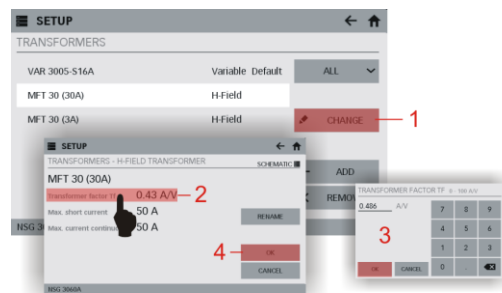 SETUP
TRANSFORMERS
VAR 3005-S16A Variable Default ALL
MFT 30 (30A) H-Field
MFT 30 (3A) H-Field CHANGE 1
ADD
REMO
NSG 3
SETUP
TRANSFORMERS - H-FIELD TRANSFORMER SCHEMATIC
MFT 30 (30A)
Transformer factor TF 0.43 A/V 2
Max. short current 50 A
Max. current continu 50 A
RENAME
4 OK
CANCEL
NSG 3060A
TRANSFORMER FACTOR TF 0 - 100 A/V
0.486 A/V 7 8 9
4 5 6
3
1 2 3
OK CANCEL 0 .